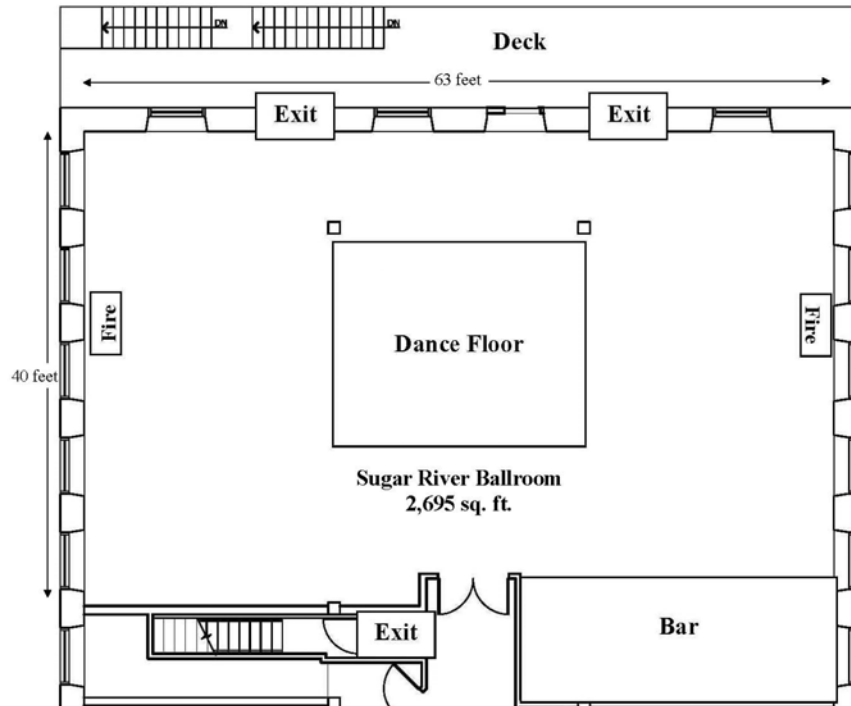 DN
DN
Deck
63 feet
Exit
Exit
Fire
Fire
40 feet
Dance Floor
Sugar River Ballroom
2,695 sq. ft.
Exit
Bar